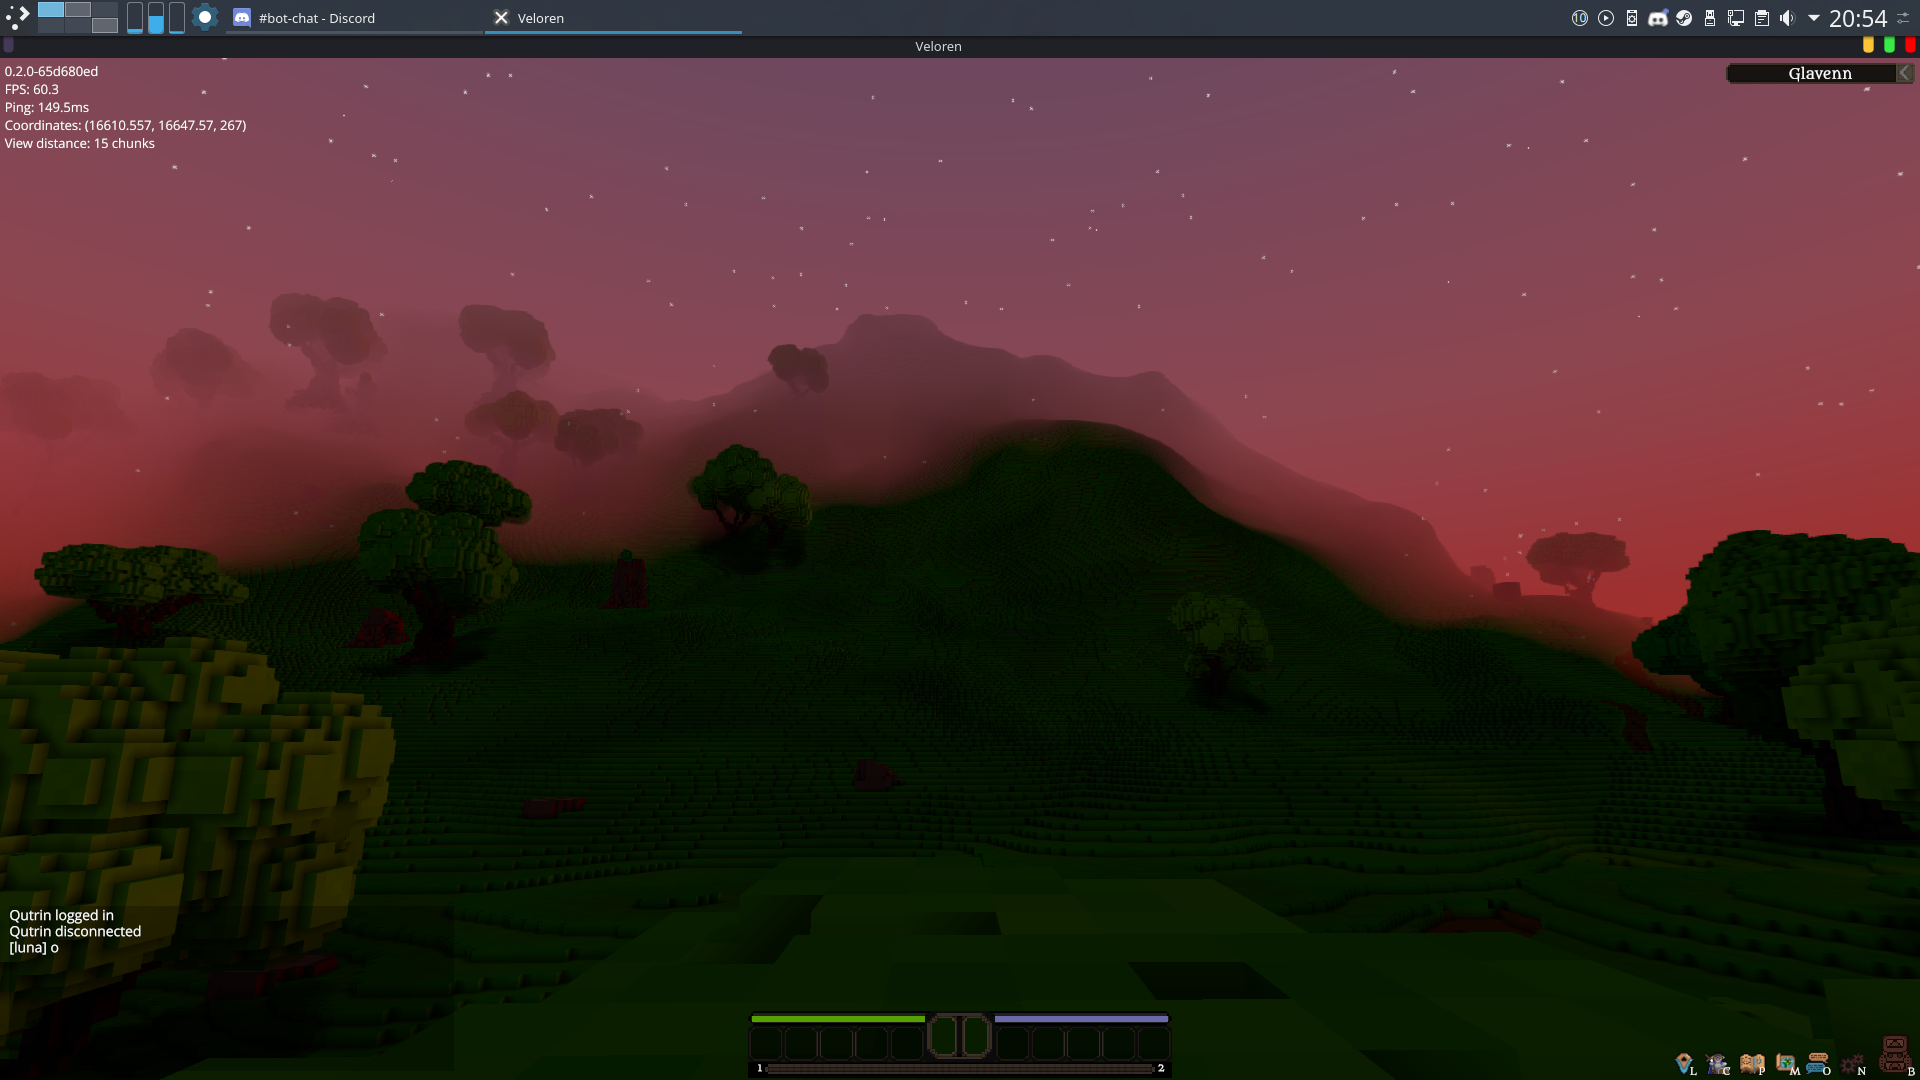 #bot-chat - Discord
Veloren
10
20:54
Veloren
0.2.0-65d680ed
FPS: 60.3
Ping: 149.5ms
Coordinates: (16610.557, 16647.57, 267)
View distance: 15 chunks
Glavenn
Qutrin logged in
Qutrin disconnected
[luna] o
1
2
L
C
P
M
O
N
B